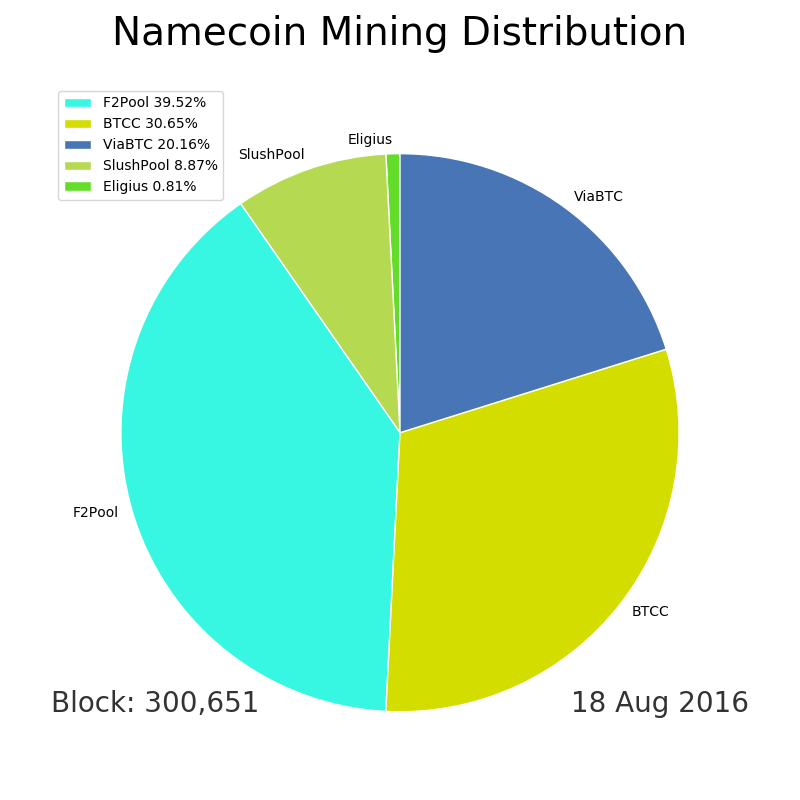 Namecoin Mining Distribution
F2Pool 39.52%
BTCC 30.65%
ViaBTC 20.16%
SlushPool 8.87%
Eligius 0.81%
Eligius
SlushPool
ViaBTC
F2Pool
BTCC
Block: 300,651
18 Aug 2016